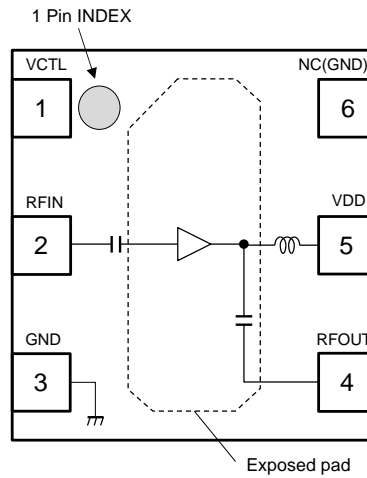 1 Pin INDEX
VCTL
NC(GND)
1
6
RFIN
VDD
2
5
GND
RFOUT
3
4
Exposed pad